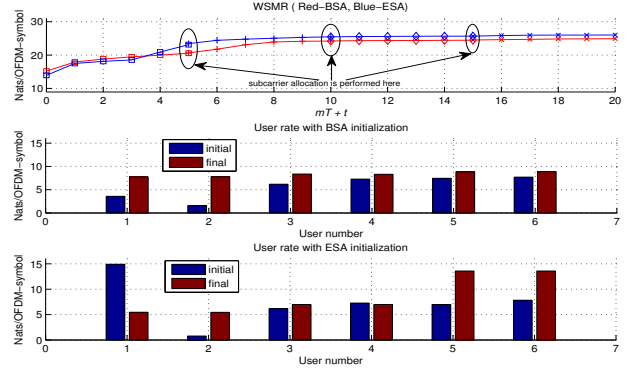 WSMR ( Red−BSA, Blue−ESA)
Nats/OFDM−symbol
30
20
10
subcarrier allocation is performed here
0 2 4 6 8 10 12 14 16 18 20
mT + t
User rate with BSA initialization
Nats/OFDM−symbol
15
10
5
0
initial
final
0 1 2 3 4 5 6 7
User number
User rate with ESA initialization
Nats/OFDM−symbol
15
10
5
0
initial
final
0 1 2 3 4 5 6 7
User number